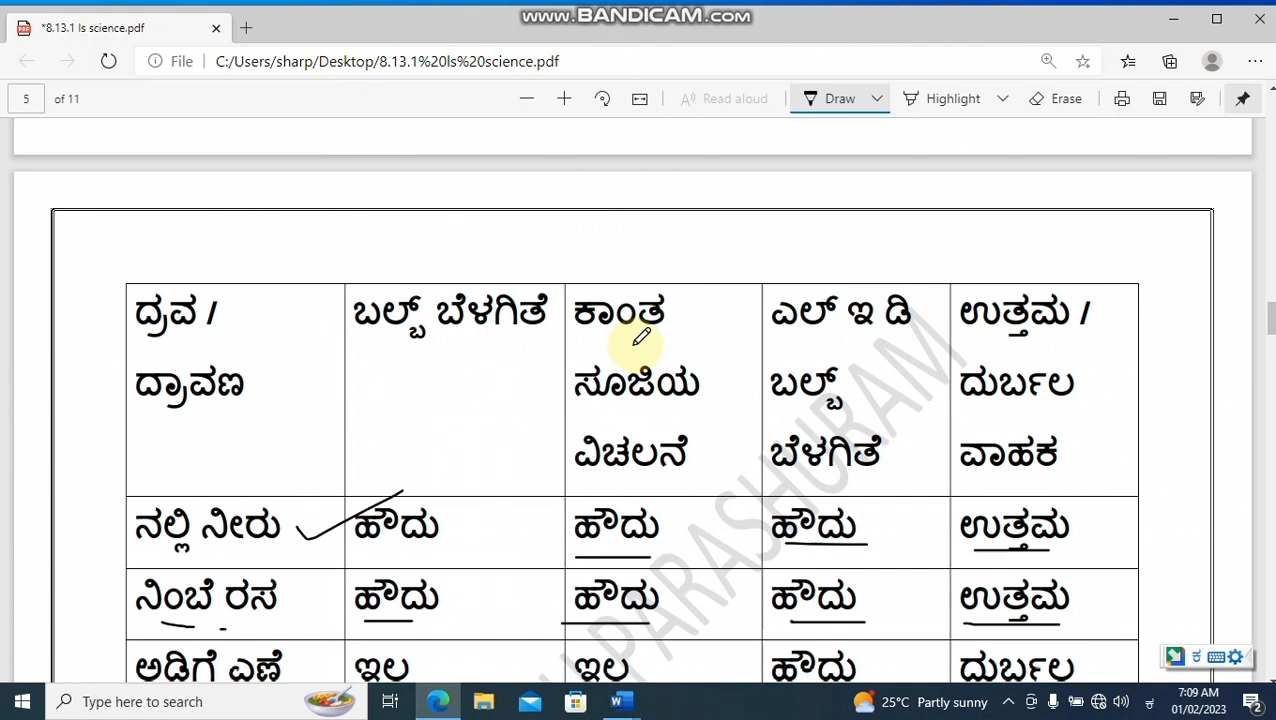 www.BANDICAM.com
*8.13.1 ls science.pdf
File
C:/Users/sharp/Desktop/8.13.1%20ls%20science.pdf
5 of 11
Read aloud
Draw
Highlight
Erase
ದ್ರವ / ಬಲ್ಬ್ ಬೆಳಗಿತೆ ಕಾಂತ ಎಲ್ ಇ ಡಿ ಉತ್ತಮ /
ದ್ರಾವಣ ಸೂಜಿಯ ಬಲ್ಬ್ ದುರ್ಬಲ
ವಿಚಲನೆ ಬೆಳಗಿತೆ ವಾಹಕ
ನಲ್ಲಿ ನೀರು ಹೌದು ಹೌದು ಹೌದು ಉತ್ತಮ
ನಿಂಬೆ ರಸ ಹೌದು ಹೌದು ಹೌದು ಉತ್ತಮ
ಅಡಿಗೆ ಎಣೆ ಇಲ ಇಲ ಹೌದು ದುರ್ಬಲ
PARASHURAM
ಕ
Type here to search
25°C Partly sunny
7:09 AM
01/02/2023
2